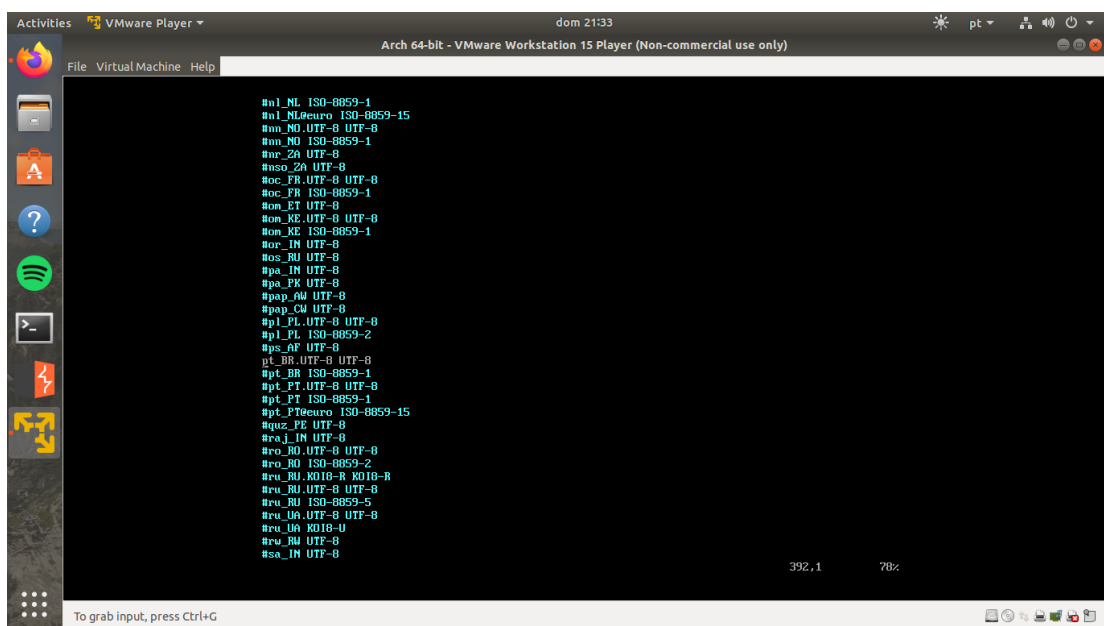 Activities VMware Player dom 21:33 pt
Arch 64-bit - VMware Workstation 15 Player (Non-commercial use only)
File Virtual Machine Help
#nl_NL ISO-8859-1
#nl_NL@euro ISO-8859-15
#nn_NO.UTF-8 UTF-8
#nn_NO ISO-8859-1
#nr_ZA UTF-8
#nso_ZA UTF-8
#oc_FR.UTF-8 UTF-8
#oc_FR ISO-8859-1
#om_ET UTF-8
#om_KE.UTF-8 UTF-8
#om_KE ISO-8859-1
#or_IN UTF-8
#os_RU UTF-8
#pa_IN UTF-8
#pa_PK UTF-8
#pap_AW UTF-8
#pap_CW UTF-8
#pl_PL.UTF-8 UTF-8
#pl_PL ISO-8859-2
#ps_AF UTF-8
pt_BR.UTF-8 UTF-8
#pt_BR ISO-8859-1
#pt_PT.UTF-8 UTF-8
#pt_PT ISO-8859-1
#pt_PT@euro ISO-8859-15
#quz_PE UTF-8
#raj_IN UTF-8
#ro_RO.UTF-8 UTF-8
#ro_RO ISO-8859-2
#ru_RU.KOI8-R KOI8-R
#ru_RU.UTF-8 UTF-8
#ru_RU ISO-8859-5
#ru_UA.UTF-8 UTF-8
#ru_UA KOI8-U
#rw_RW UTF-8
#sa_IN UTF-8
392,1 78%
To grab input, press Ctrl+G